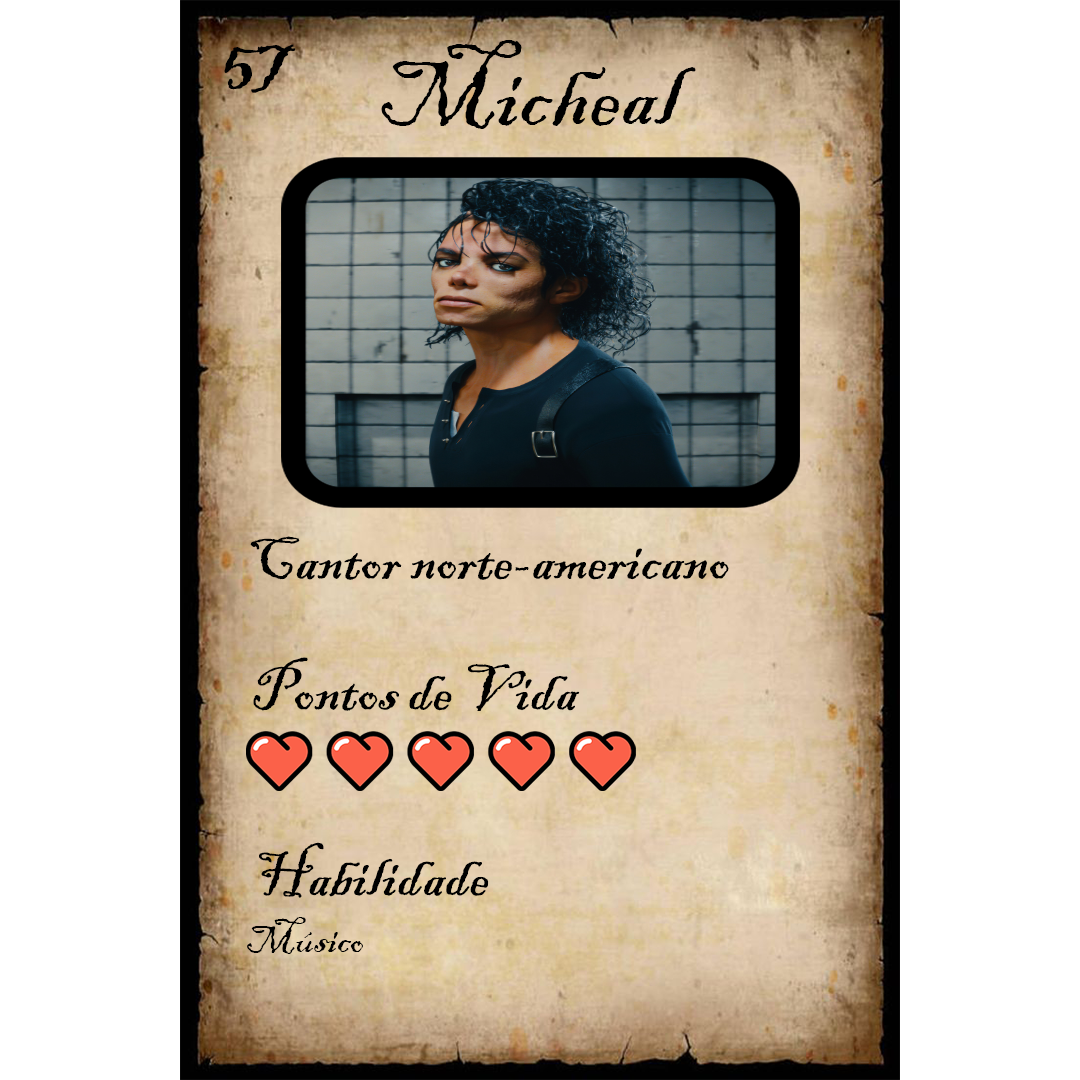 57
Micheal
Cantor norte-americano
Pontos de Vida
Habilidade
Músico